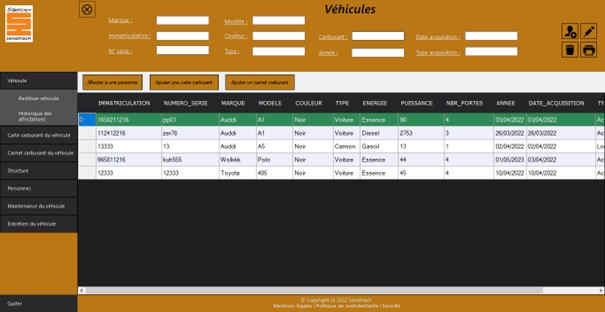 Véhicules
Marque :
Modèle :
Immatriculation :
Couleur :
Carburant :
Date acquisition :
N° série :
Type :
Année :
Type acquisition :
Véhicule
Restituer véhicule
Historique des affectations
Carte carburant du véhicule
Carnet carburant du véhicule
Structure
Personnes
Maintenance du véhicule
Entretien du véhicule
Quiter
Affecter à une personne
Ajouter une carte carburant
Ajouter un carnet carburant
IMMATRICULATION NUMERO_SERIE MARQUE MODELE COULEUR TYPE ENERGIE PUISSANCE NBR_PORTES ANNEE DATE_ACQUISITION TY
1658211216 pp01 Auddi A1 Noir Voiture Essence 90 4 03/04/2022 03/04/2022 Ac
112412216 zer78 Auddi A1 Noir Voiture Diesel 2753 3 26/03/2022 26/03/2022 Ac
13333 13 Auddi A5 Noir Camion Gasoil 13 1 02/04/2022 02/04/2022 Lo
965811216 kuh555 Wolkkk Polo Noir Voiture Essence 44 4 01/05/2023 03/04/2022 Ac
12333 12333 Toyota 405 Noir Voiture Essence 45 4 10/04/2022 10/04/2022 Ac
© Copyright (c) 2022 Sonatrach
Mentions légales | Politique de confidentialité | Sécurité
sonatrach